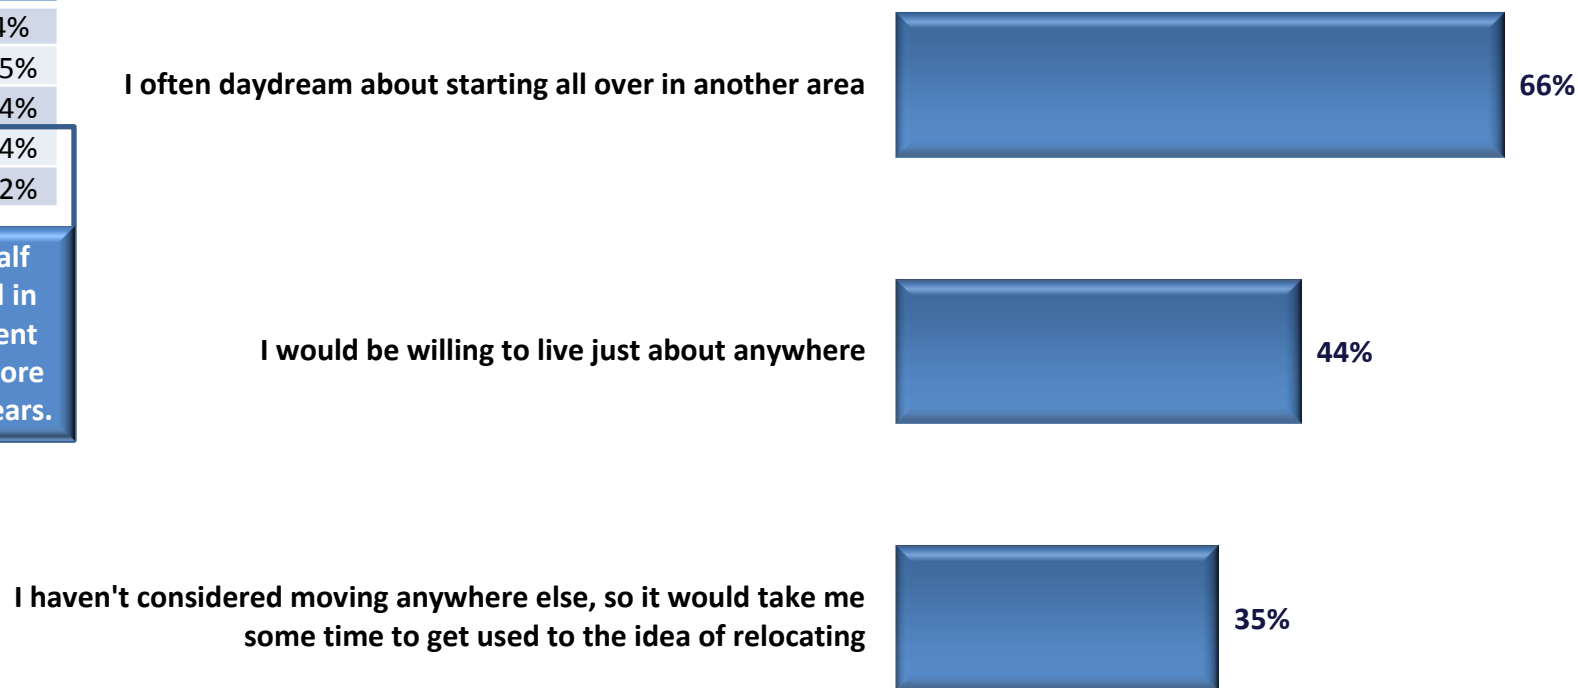 4%
5%
4%
4%
2%
alf
in
ent
ore
ears.
I often daydream about starting all over in another area
66%
I would be willing to live just about anywhere
44%
I haven't considered moving anywhere else, so it would take me
some time to get used to the idea of relocating
35%